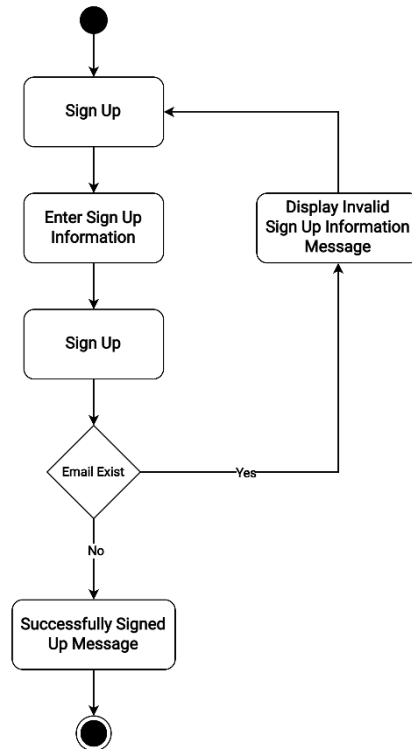 Sign Up
Enter Sign Up
Information
Display Invalid
Sign Up Information
Message
Sign Up
Email Exist
Yes
No
Successfully Signed
Up Message